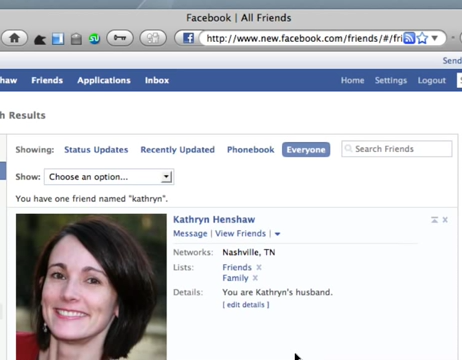 Facebook | All Friends
http://www.new.facebook.com/friends/#/fri
Send
haw Friends Applications Inbox Home Settings Logout
h Results
Showing: Status Updates Recently Updated Phonebook Everyone Search Friends
Show: Choose an option...
You have one friend named "kathryn".
Kathryn Henshaw
Message | View Friends |
Networks: Nashville, TN
Lists: Friends x
Family x
Details: You are Kathryn's husband.
[ edit details ]